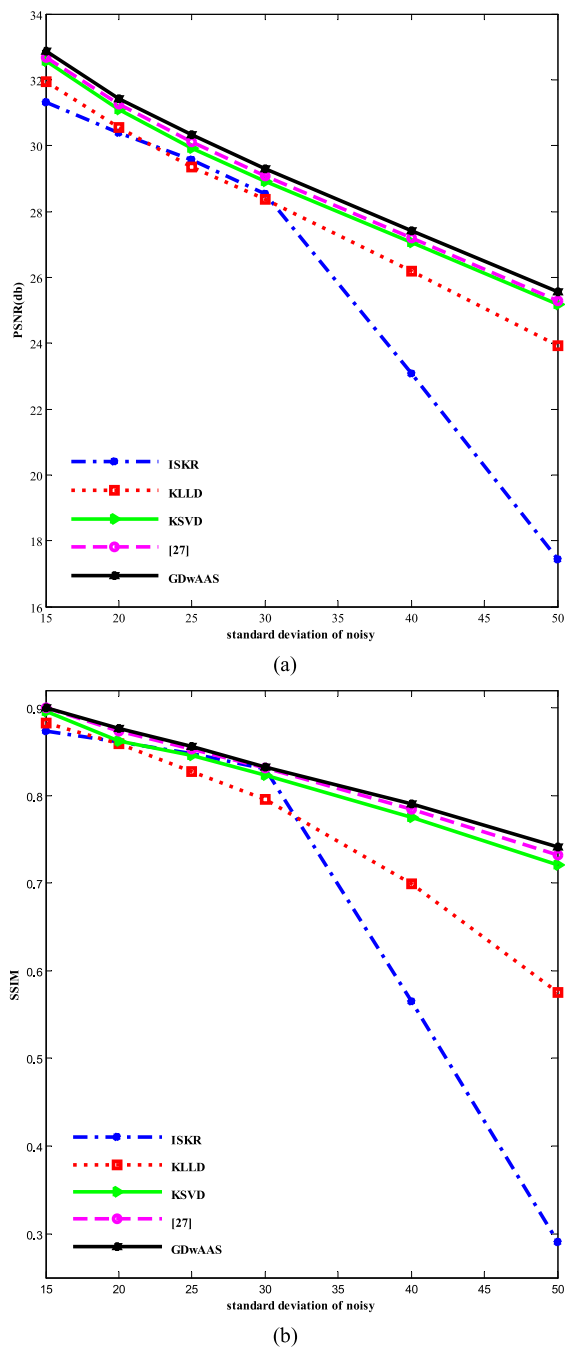 34
32
30
28
26
24
22
20
18
16
PSNR(db)
ISKR
KLLD
KSVD
[27]
GDwAAS
15 20 25 30 35 40 45 50
standard deviation of noisy
(a)
0.9
0.8
0.7
0.6
0.5
0.4
0.3
SSIM
ISKR
KLLD
KSVD
[27]
GDwAAS
15 20 25 30 35 40 45 50
standard deviation of noisy
(b)